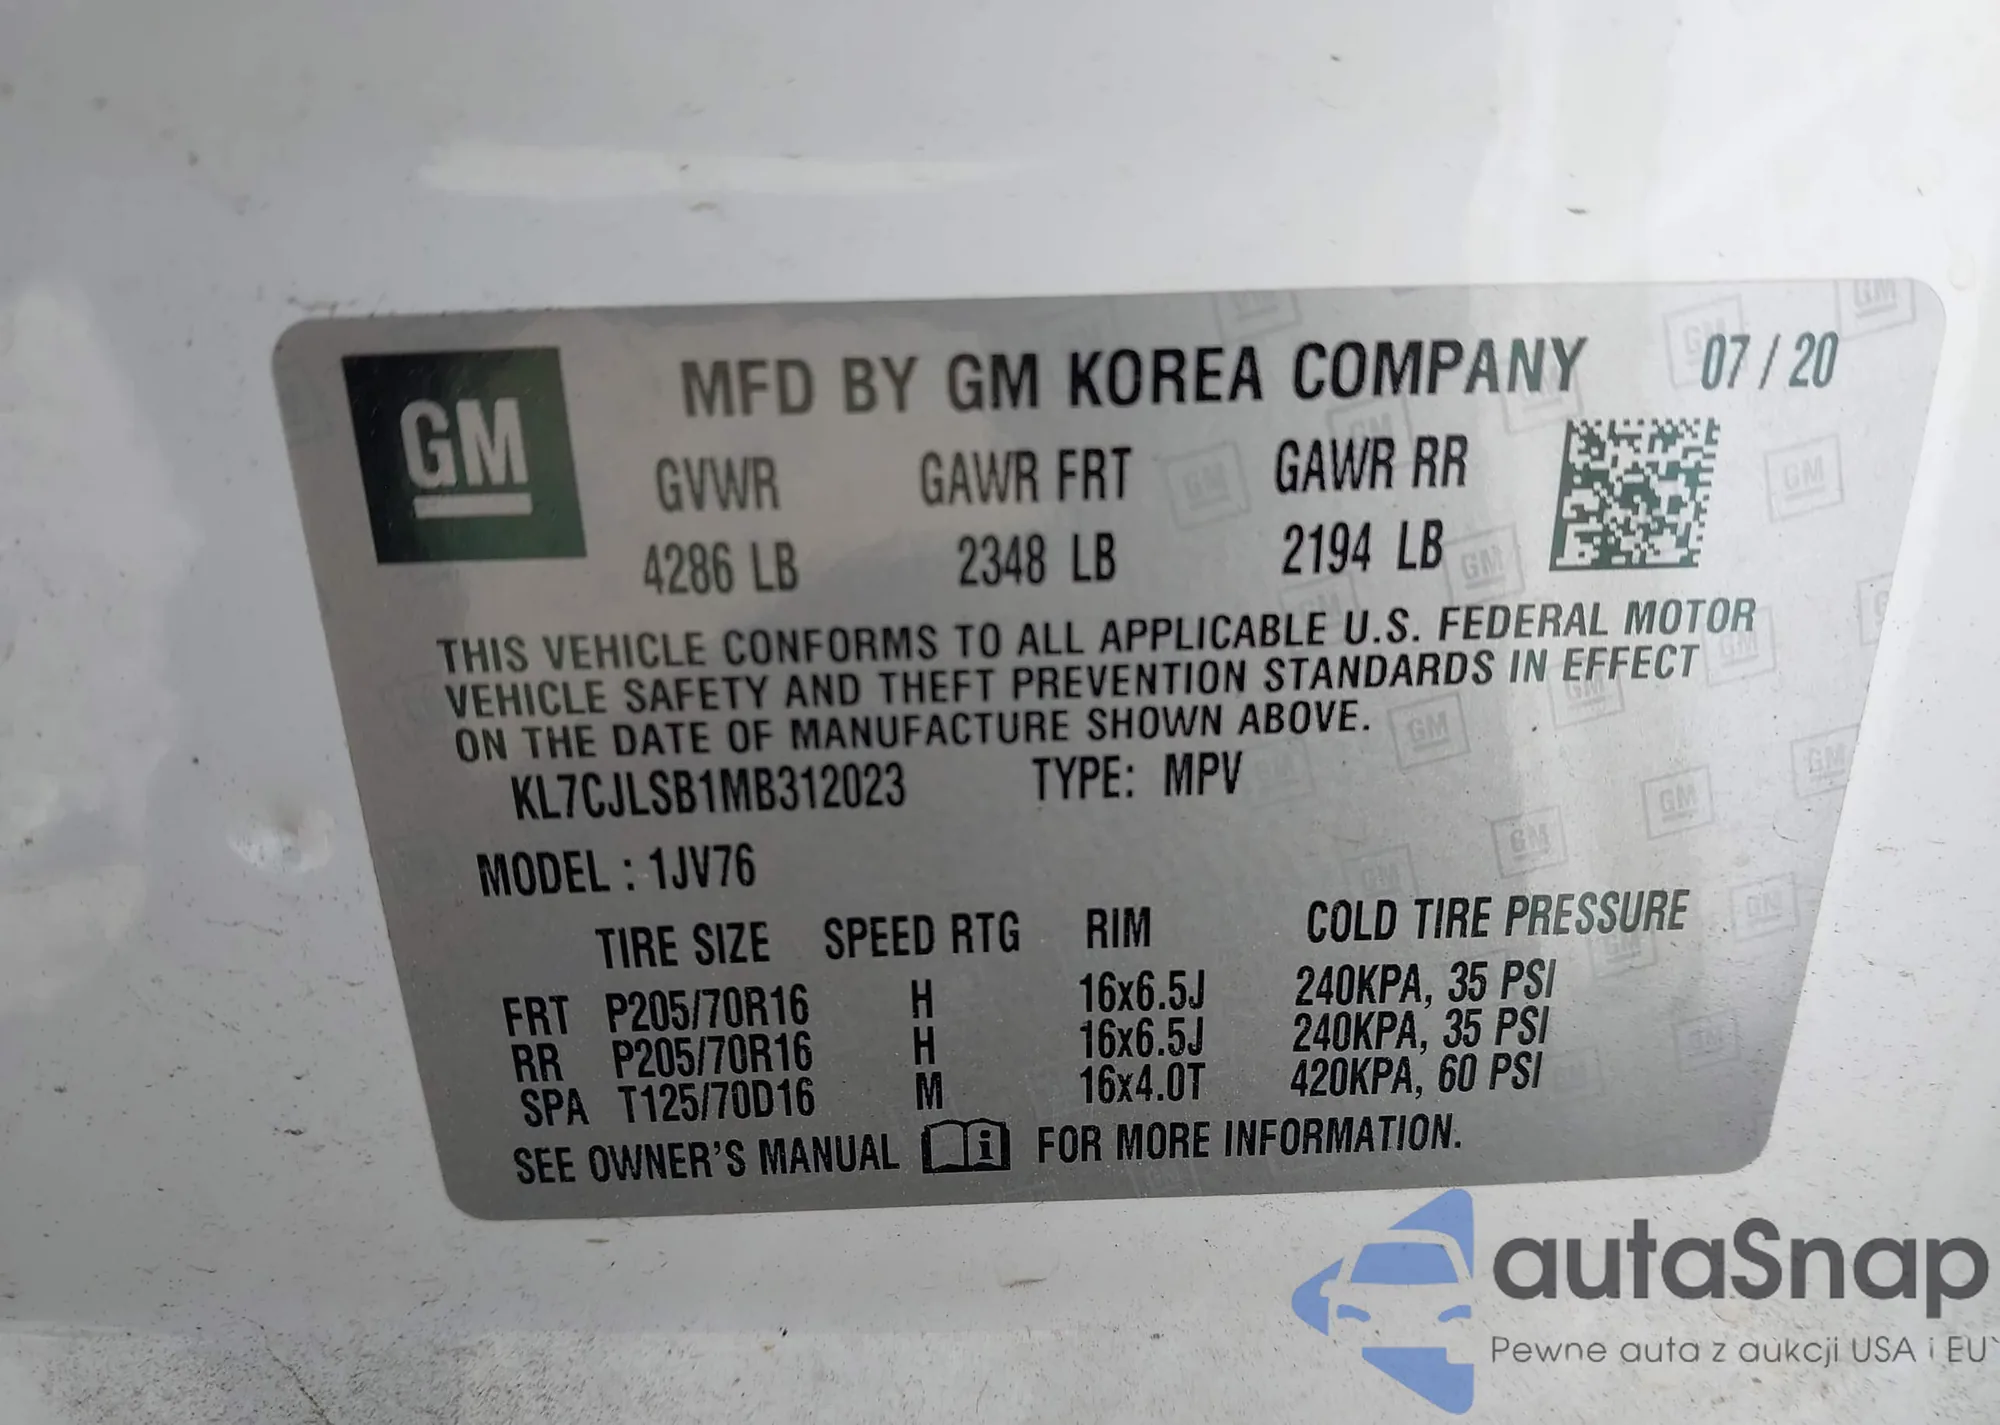 GM
MFD BY GM KOREA COMPANY 07 / 20
GVWR GAWR FRT GAWR RR
4286 LB 2348 LB 2194 LB
THIS VEHICLE CONFORMS TO ALL APPLICABLE U.S. FEDERAL MOTOR
VEHICLE SAFETY AND THEFT PREVENTION STANDARDS IN EFFECT
ON THE DATE OF MANUFACTURE SHOWN ABOVE.
KL7CJLSB1MB312023 TYPE: MPV
MODEL : 1JV76
TIRE SIZE SPEED RTG RIM COLD TIRE PRESSURE
FRT P205/70R16 H 16x6.5J 240KPA, 35 PSI
RR P205/70R16 H 16x6.5J 240KPA, 35 PSI
SPA T125/70D16 M 16x4.0T 420KPA, 60 PSI
SEE OWNER'S MANUAL i FOR MORE INFORMATION.
autaSnap
Pewne auta z aukcji USA i EU